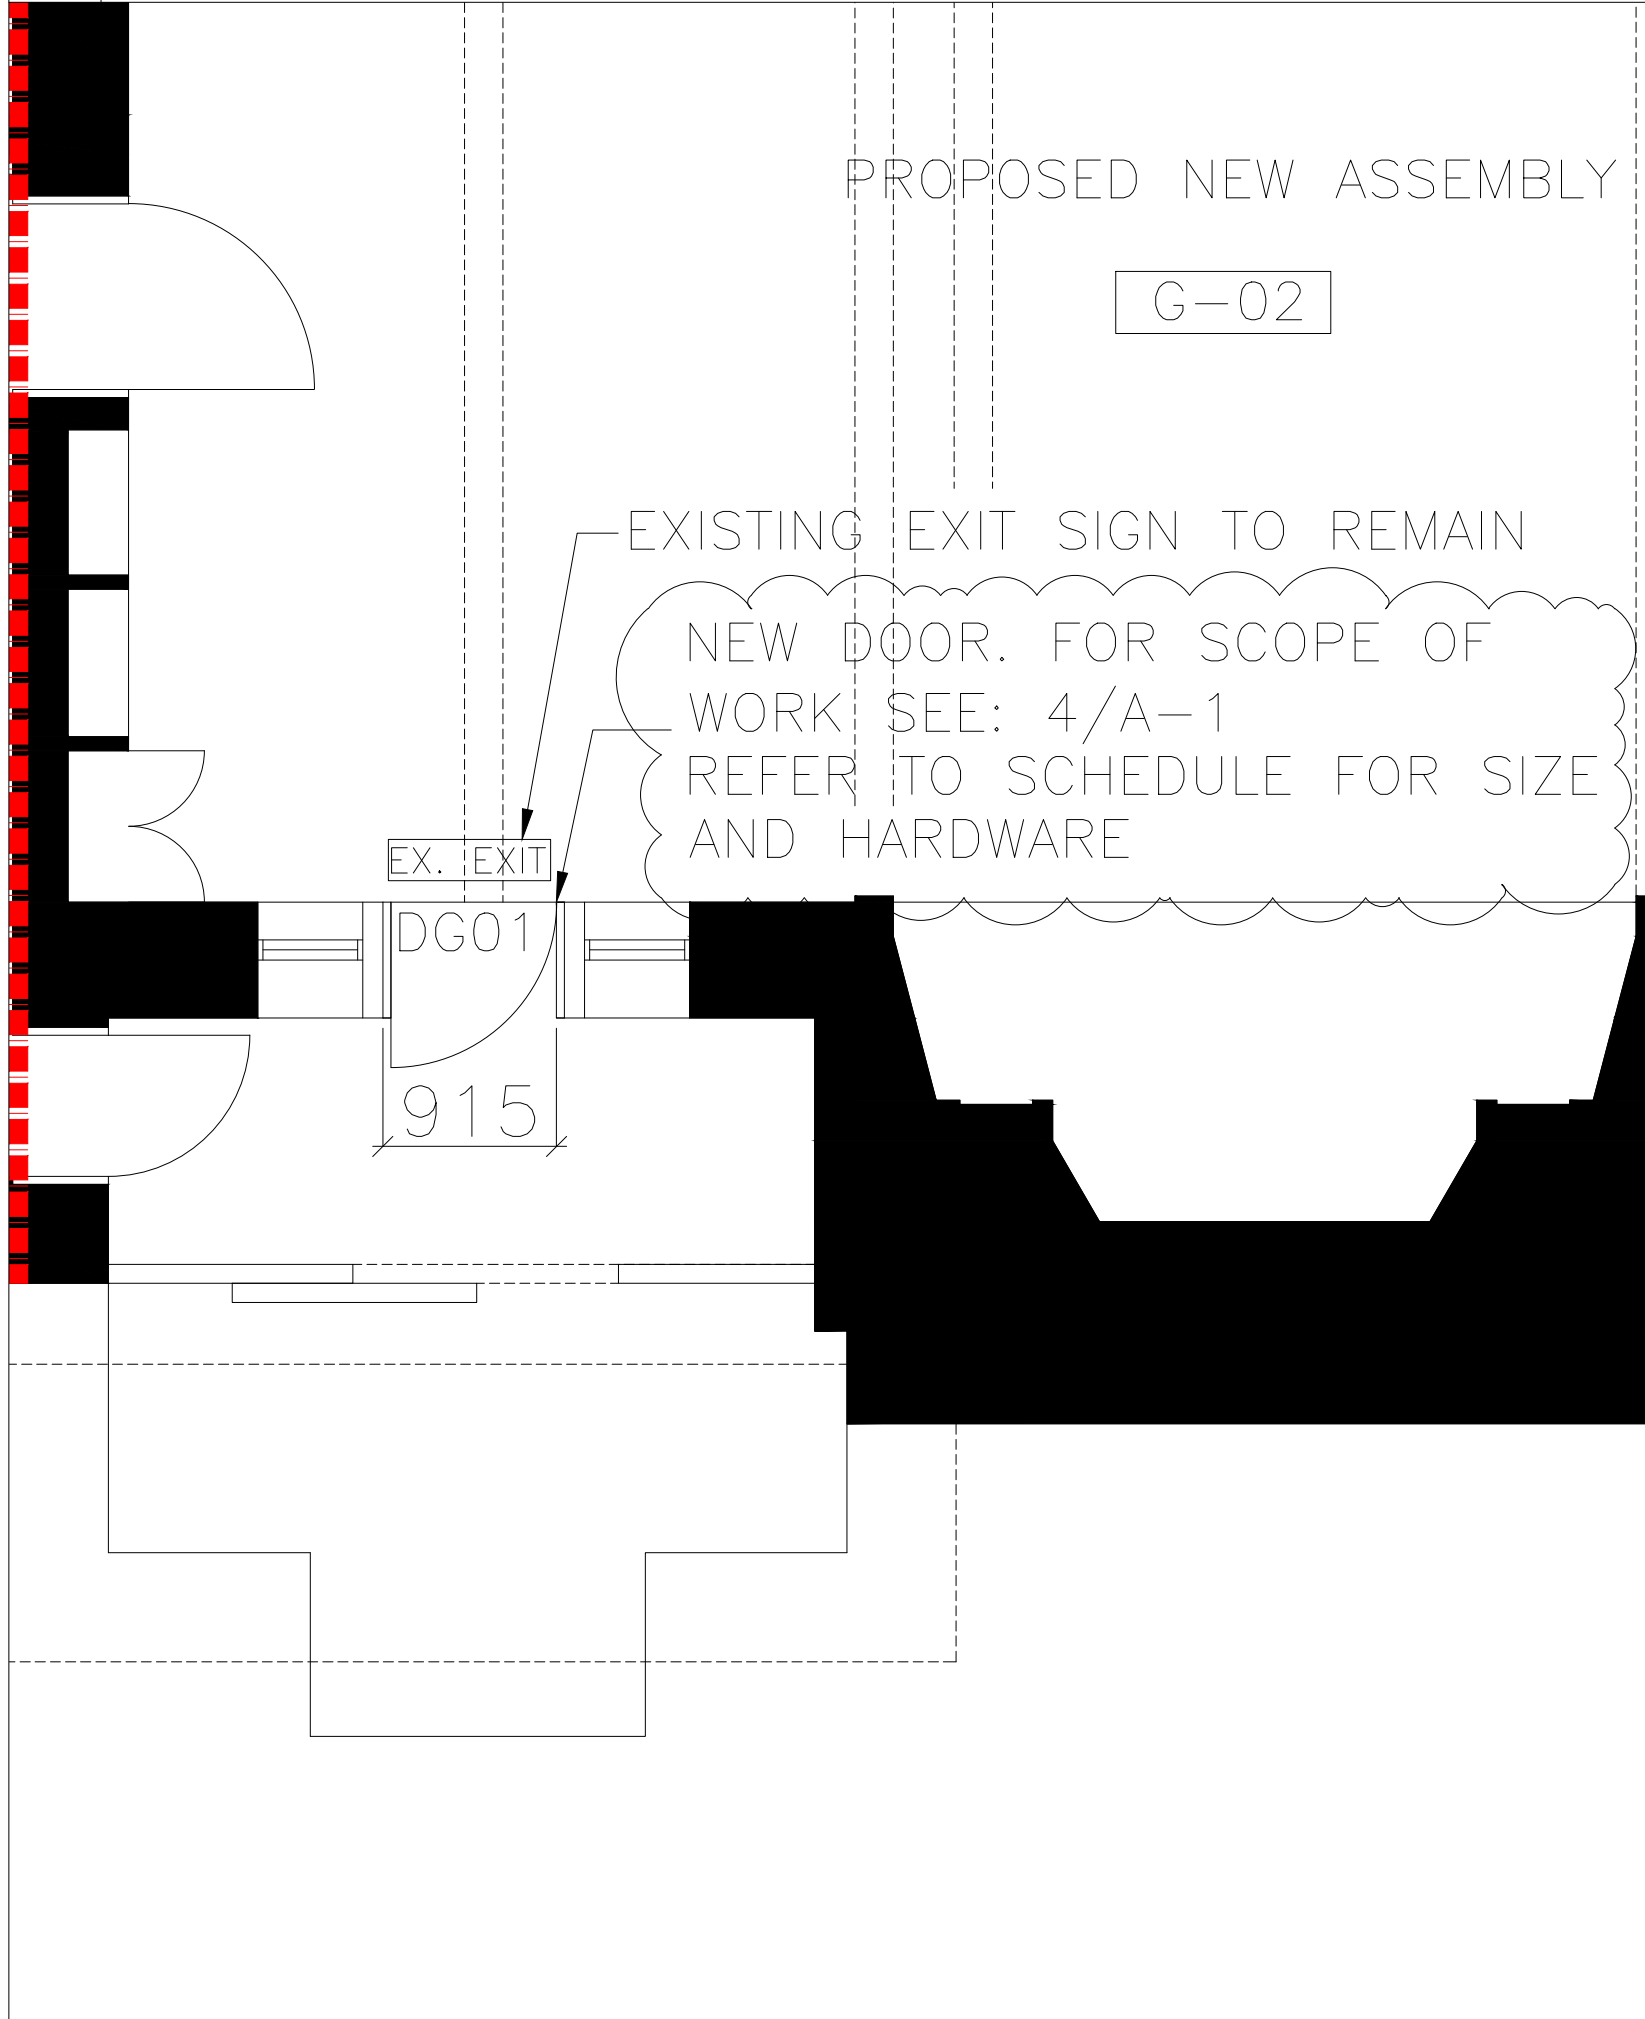 PROPOSED NEW ASSEMBLY
G-02
EXISTING EXIT SIGN TO REMAIN
NEW DOOR. FOR SCOPE OF
WORK SEE: 4/A-1
REFER TO SCHEDULE FOR SIZE
AND HARDWARE
EX. EXIT
DG01
915